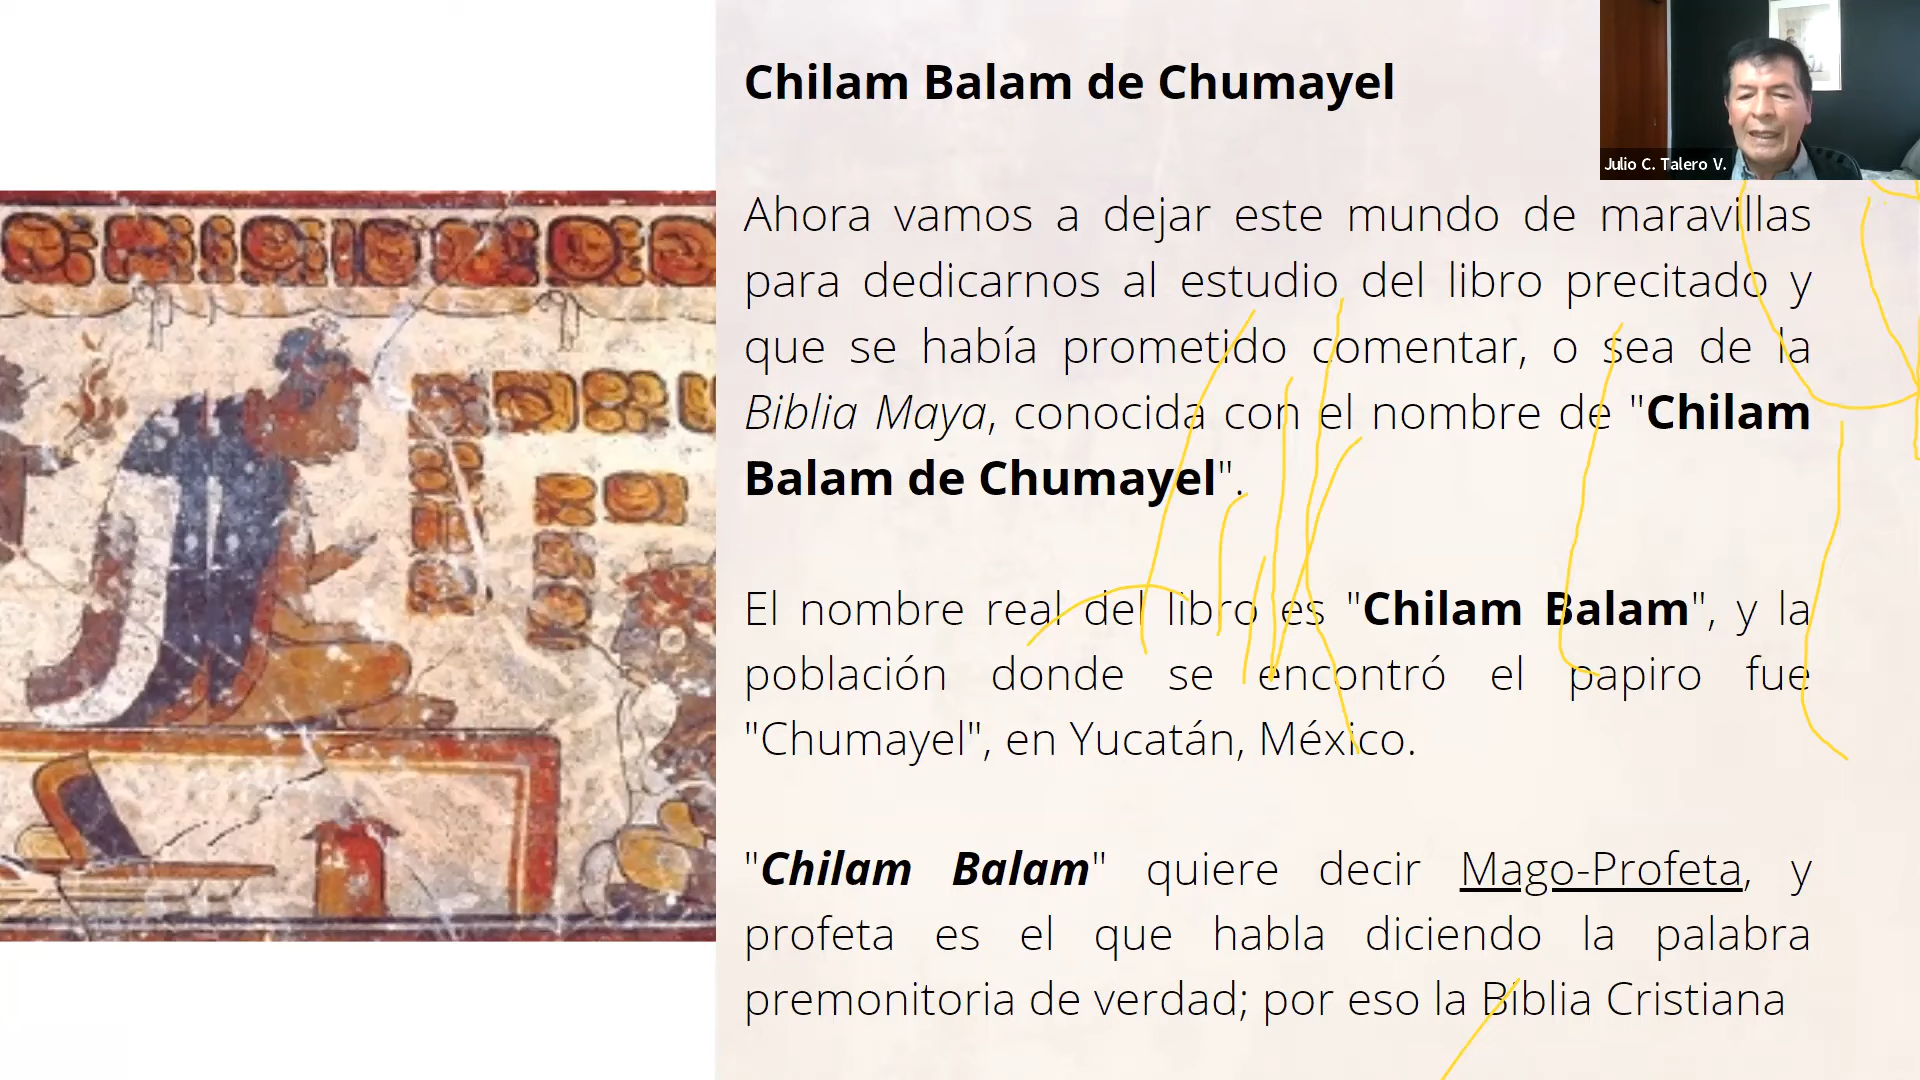 Chilam Balam de Chumayel
Julio C. Talero V.
Ahora vamos a dejar este mundo de maravillas
para dedicarnos al estudio del libro precitado y
que se había prometido comentar, o sea de la
Biblia Maya, conocida con el nombre de "Chilam
Balam de Chumayel".
El nombre real del libro es "Chilam Balam", y la
población donde se encontró el papiro fue
"Chumayel", en Yucatán, México.
"Chilam Balam" quiere decir Mago-Profeta, y
profeta es el que habla diciendo la palabra
premonitoria de verdad; por eso la Biblia Cristiana